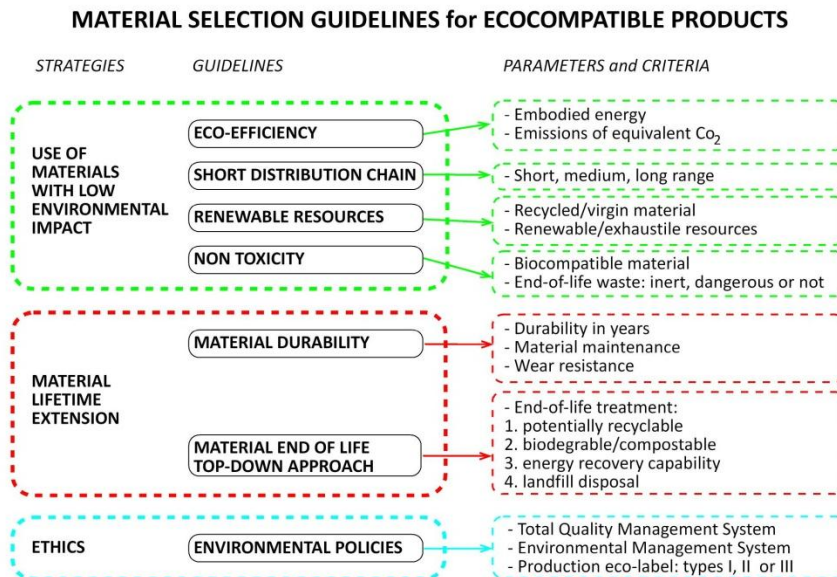 MATERIAL SELECTION GUIDELINES for ECOCOMPATIBLE PRODUCTS
STRATEGIES
GUIDELINES
PARAMETERS and CRITERIA
USE OF
MATERIALS
WITH LOW
ENVIRONMENTAL
IMPACT
ECO-EFFICIENCY
- Embodied energy
- Emissions of equivalent Co₂
SHORT DISTRIBUTION CHAIN
- Short, medium, long range
RENEWABLE RESOURCES
- Recycled/virgin material
- Renewable/exhaustile resources
NON TOXICITY
- Biocompatible material
- End-of-life waste: inert, dangerous or not
MATERIAL
LIFETIME
EXTENSION
MATERIAL DURABILITY
- Durability in years
- Material maintenance
- Wear resistance
MATERIAL END OF LIFE
TOP-DOWN APPROACH
- End-of-life treatment:
1. potentially recyclable
2. biodegrable/compostable
3. energy recovery capability
4. landfill disposal
ETHICS
ENVIRONMENTAL POLICIES
- Total Quality Management System
- Environmental Management System
- Production eco-label: types I, II or III